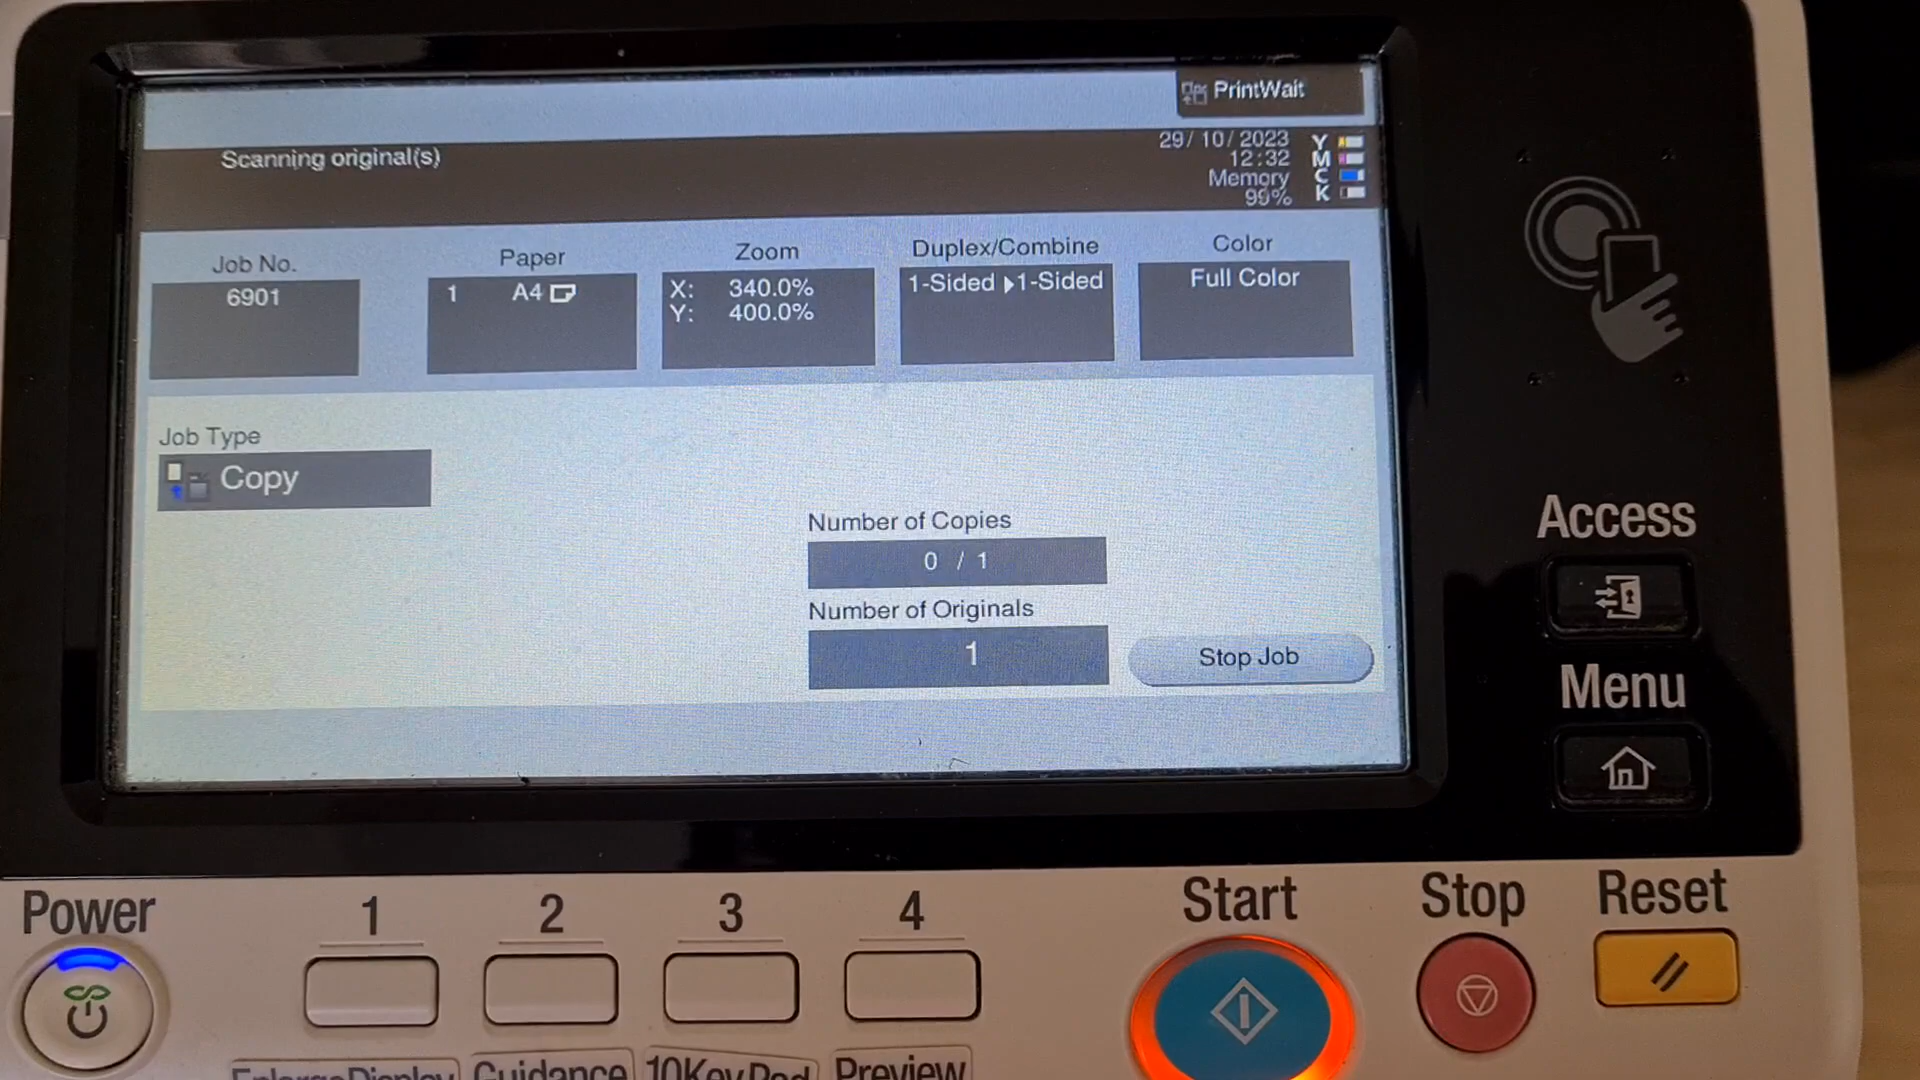 PrintWait
Scanning original(s)
29/10/2023
12:32
Memory
99%
Y
M
C
K
Job No.
6901
Paper
1 A4
Zoom
X: 340.0%
Y: 400.0%
Duplex/Combine
1-Sided ▶1-Sided
Color
Full Color
Job Type
Copy
Number of Copies
0 / 1
Number of Originals
1
Stop Job
Access
Menu
Power
1
2
3
4
Start
Stop
Reset
EnlargeDisplay
Guidance
10KeyPad
Preview